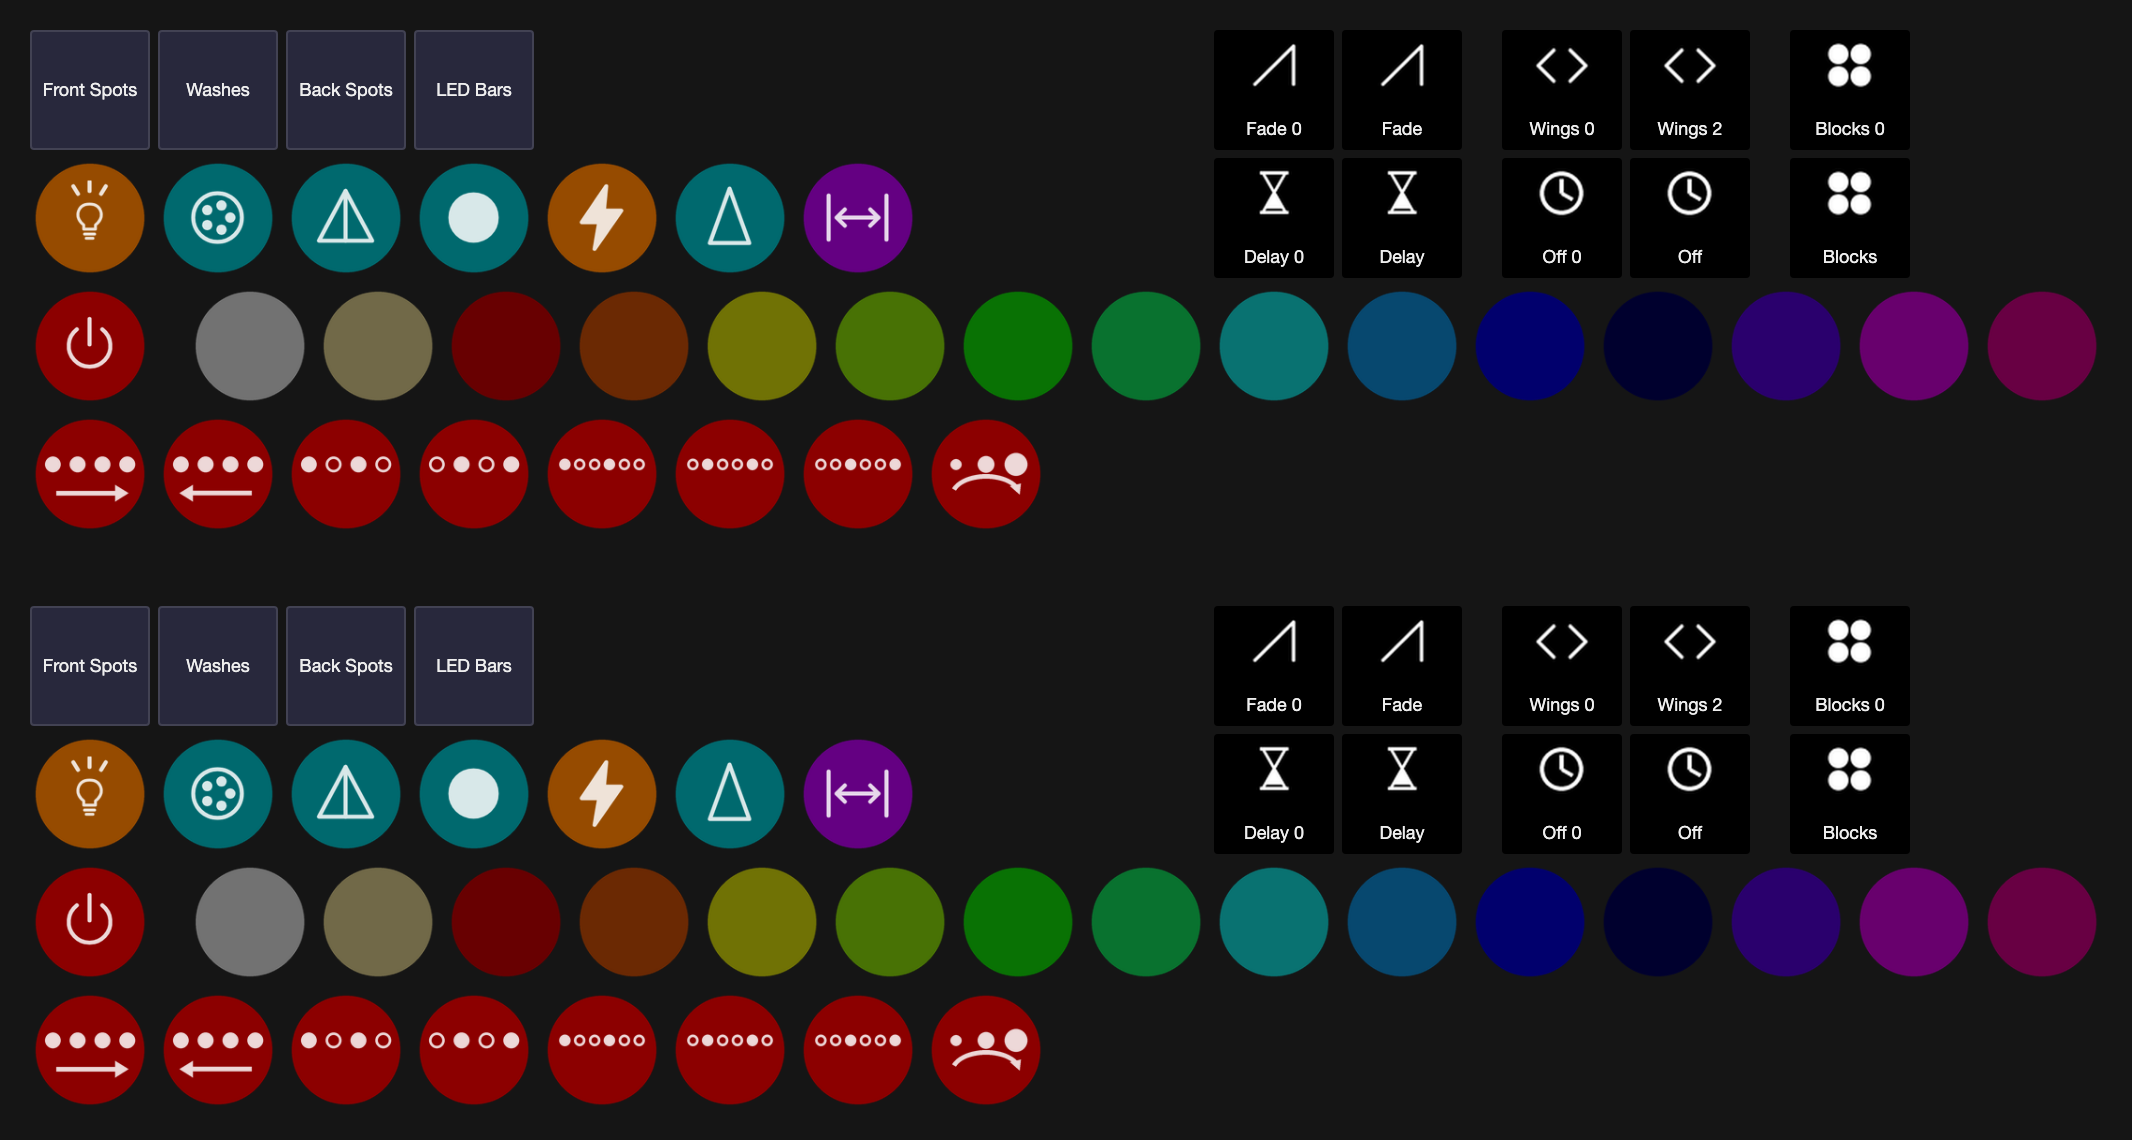 Front Spots
Washes
Back Spots
LED Bars
Fade 0
Fade
Wings 0
Wings 2
Blocks 0
Delay 0
Delay
Off 0
Off
Blocks
Front Spots
Washes
Back Spots
LED Bars
Fade 0
Fade
Wings 0
Wings 2
Blocks 0
Delay 0
Delay
Off 0
Off
Blocks